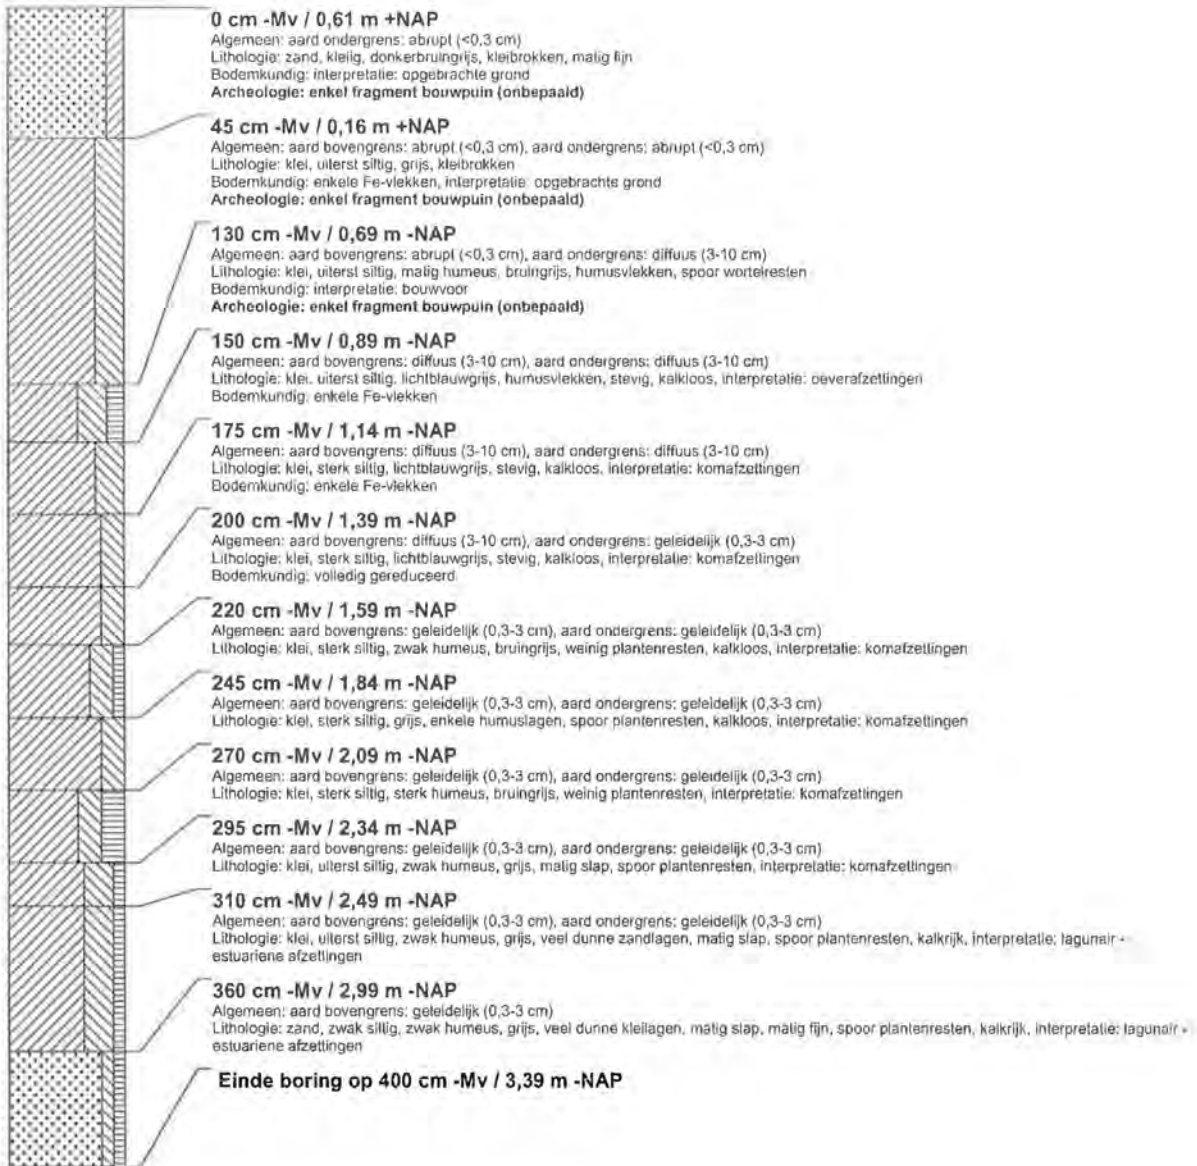 0 cm -Mv / 0,61 m +NAP
Algemeen: aard ondergrens: abrupt (<0,3 cm)
Lithologie: zand, kleiig, donkerbruingrijs, kleibrokken, matig fijn
Bodemkundig: interpretatie: opgebrachte grond
Archeologie: enkel fragment bouwpuin (onbepaald)
45 cm -Mv / 0,16 m +NAP
Algemeen: aard bovengrens: abrupt (<0,3 cm), aard ondergrens: abrupt (<0,3 cm)
Lithologie: klei, uiterst siltig, grijs, kleibrokken
Bodemkundig: enkele Fe-vlekken, interpretatie: opgebrachte grond
Archeologie: enkel fragment bouwpuin (onbepaald)
130 cm -Mv / 0,69 m -NAP
Algemeen: aard bovengrens: abrupt (<0,3 cm), aard ondergrens: diffuus (3-10 cm)
Lithologie: klei, uiterst siltig, matig humeus, bruingrijs, humusvlekken, spoor wortelresten
Bodemkundig: interpretatie: bouwvoor
Archeologie: enkel fragment bouwpuin (onbepaald)
150 cm -Mv / 0,89 m -NAP
Algemeen: aard bovengrens: diffuus (3-10 cm), aard ondergrens: diffuus (3-10 cm)
Lithologie: klei, uiterst siltig, lichtblauwgrijs, humusvlekken, stevig, kalkloos, interpretatie: oeverafzettingen
Bodemkundig: enkele Fe-vlekken
175 cm -Mv / 1,14 m -NAP
Algemeen: aard bovengrens: diffuus (3-10 cm), aard ondergrens: diffuus (3-10 cm)
Lithologie: klei, sterk siltig, lichtblauwgrijs, stevig, kalkloos, interpretatie: komafzettingen
Bodemkundig: enkele Fe-vlekken
200 cm -Mv / 1,39 m -NAP
Algemeen: aard bovengrens: diffuus (3-10 cm), aard ondergrens: geleidelijk (0,3-3 cm)
Lithologie: klei, sterk siltig, lichtblauwgrijs, stevig, kalkloos, interpretatie: komafzettingen
Bodemkundig: volledig gereduceerd
220 cm -Mv / 1,59 m -NAP
Algemeen: aard bovengrens: geleidelijk (0,3-3 cm), aard ondergrens: geleidelijk (0,3-3 cm)
Lithologie: klei, sterk siltig, zwak humeus, bruingrijs, weinig plantenresten, kalkloos, interpretatie: komafzettingen
245 cm -Mv / 1,84 m -NAP
Algemeen: aard bovengrens: geleidelijk (0,3-3 cm), aard ondergrens: geleidelijk (0,3-3 cm)
Lithologie: klei, sterk siltig, grijs, enkele humuslagen, spoor plantenresten, kalkloos, interpretatie: komafzettingen
270 cm -Mv / 2,09 m -NAP
Algemeen: aard bovengrens: geleidelijk (0,3-3 cm), aard ondergrens: geleidelijk (0,3-3 cm)
Lithologie: klei, sterk siltig, sterk humeus, bruingrijs, weinig plantenresten, interpretatie: komafzettingen
295 cm -Mv / 2,34 m -NAP
Algemeen: aard bovengrens: geleidelijk (0,3-3 cm), aard ondergrens: geleidelijk (0,3-3 cm)
Lithologie: klei, uiterst siltig, zwak humeus, grijs, matig slap, spoor plantenresten, interpretatie: komafzettingen
310 cm -Mv / 2,49 m -NAP
Algemeen: aard bovengrens: geleidelijk (0,3-3 cm), aard ondergrens: geleidelijk (0,3-3 cm)
Lithologie: klei, uiterst siltig, zwak humeus, grijs, veel dunne zandlagen, matig slap, spoor plantenresten, kalkrijk, interpretatie: lagunair -
estuariene afzettingen
360 cm -Mv / 2,99 m -NAP
Algemeen: aard bovengrens: geleidelijk (0,3-3 cm)
Lithologie: zand, zwak siltig, zwak humeus, grijs, veel dunne kleilagen, matig slap, matig fijn, spoor plantenresten, kalkrijk, interpretatie: lagunair -
estuariene afzettingen
Einde boring op 400 cm -Mv / 3,39 m -NAP